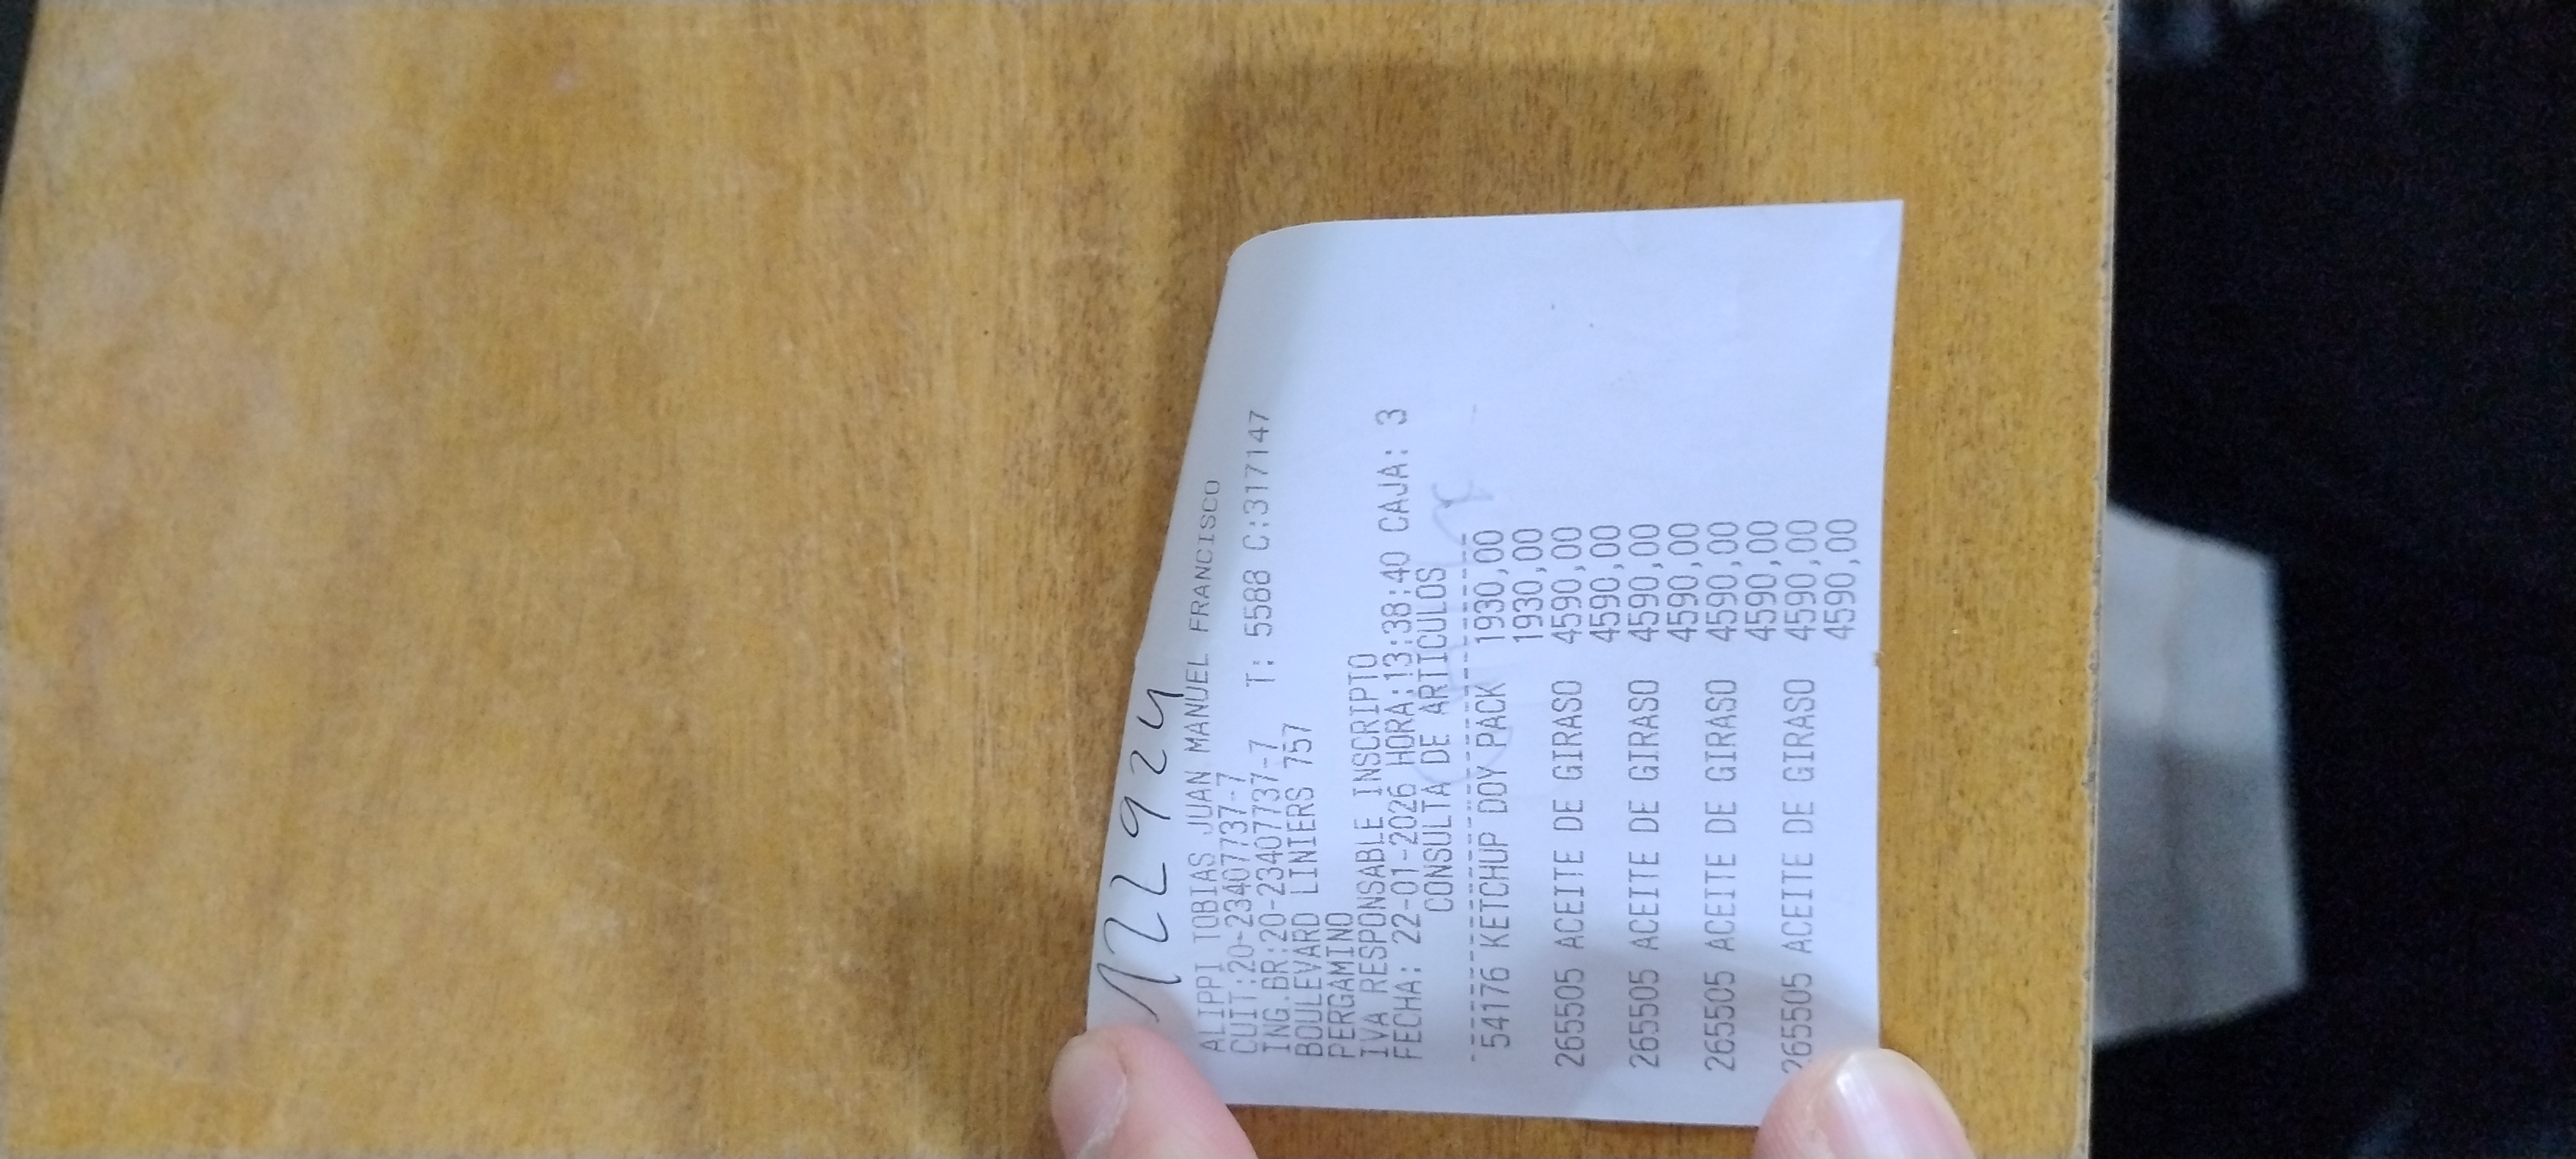 122924
ALIPPI TOBIAS JUAN MANUEL FRANCISCO
CUIT:20-23407737-7
ING.BR:20-23407737-7 T: 5588 C:317147
BOULEVARD LINIERS 757
PERGAMINO
IVA RESPONSABLE INSCRIPTO
FECHA: 22-01-2026 HORA:13:38:40 CAJA: 3
CONSULTA DE ARTICULOS
54176 KETCHUP DOY PACK 1930,00
1930,00
265505 ACEITE DE GIRASO 4590,00
4590,00
265505 ACEITE DE GIRASO 4590,00
4590,00
265505 ACEITE DE GIRASO 4590,00
4590,00
265505 ACEITE DE GIRASO 4590,00
4590,00